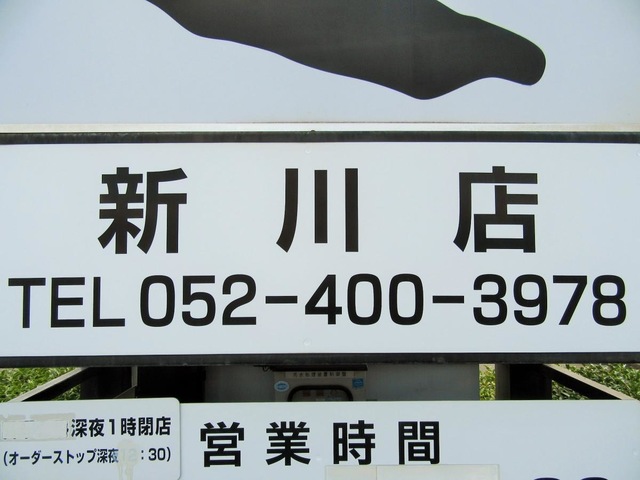 新川店
TEL 052-400-3978
深夜1時閉店
(オーダーストップ深夜 :30)
営業時間